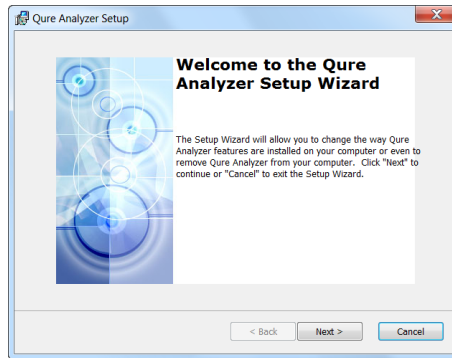 Qure Analyzer Setup
Welcome to the Qure
Analyzer Setup Wizard
The Setup Wizard will allow you to change the way Qure
Analyzer features are installed on your computer or even to
remove Qure Analyzer from your computer.  Click "Next" to
continue or "Cancel" to exit the Setup Wizard.
< Back
Next >
Cancel